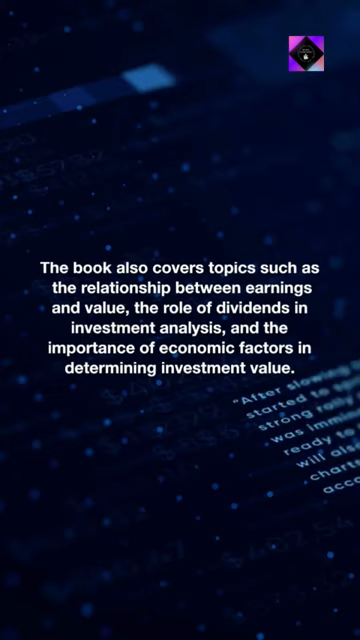 The book also covers topics such as
the relationship between earnings
and value, the role of dividends in
investment analysis, and the
importance of economic factors in
determining investment value.
"After slowing
started to
strong rally
was immi
ready to
will als
charte
acco